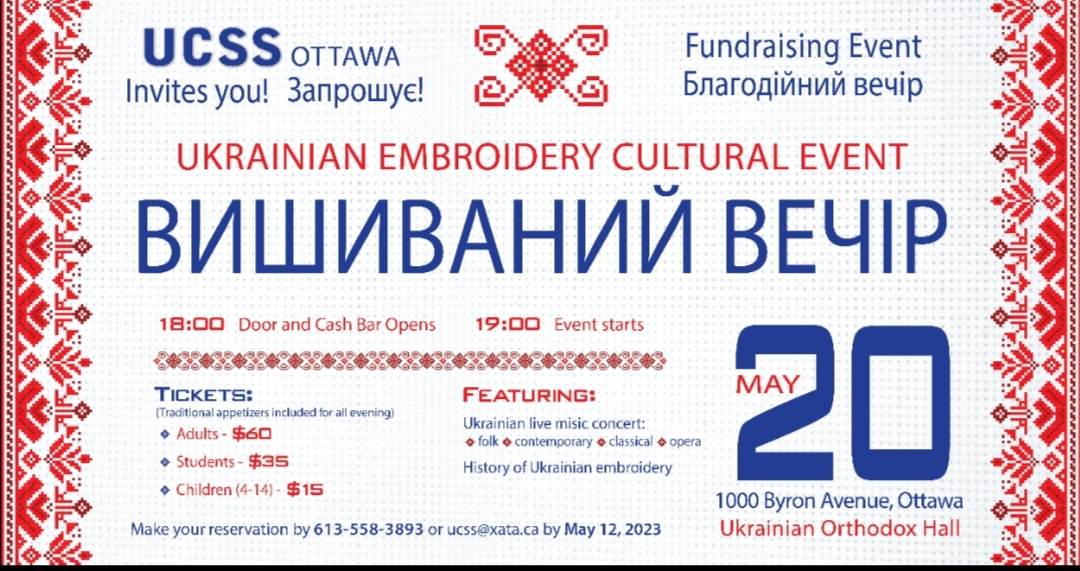 UCSS OTTAWA
Invites you! Запрошує!
Fundraising Event
Благодійний вечір
UKRAINIAN EMBROIDERY CULTURAL EVENT
ВИШИВАНИЙ ВЕЧІР
18:00 Door and Cash Bar Opens 19:00 Event starts
TICKETS:
(Traditional appetizers included for all evening)
Adults - $60
Students - $35
Children (4-14) - $15
FEATURING:
Ukrainian live misic concert:
folk contemporary classical opera
History of Ukrainian embroidery
MAY 20
1000 Byron Avenue, Ottawa
Ukrainian Orthodox Hall
Make your reservation by 613-558-3893 or ucss@xata.ca by May 12, 2023